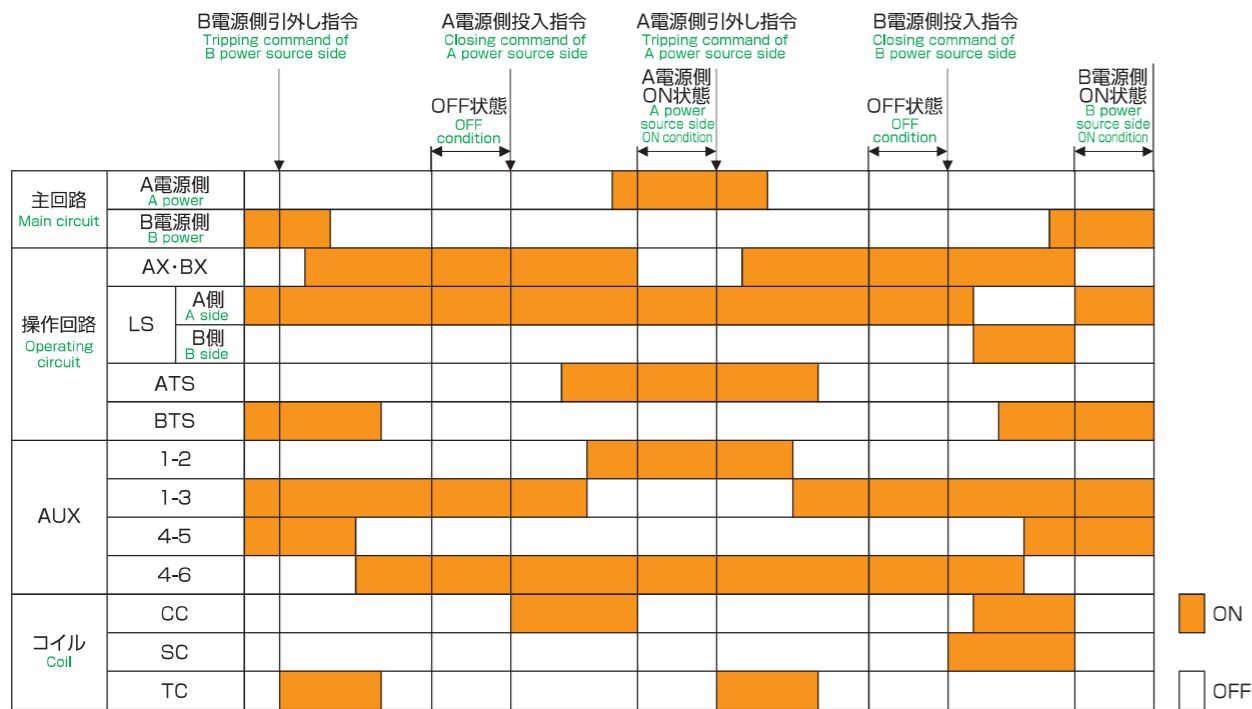 B電源側引外し指令
Tripping command of
B power source side
A電源側投入指令
Closing command of
A power source side
A電源側引外し指令
Tripping command of
A power source side
B電源側投入指令
Closing command of
B power source side
OFF状態
OFF
condition
A電源側
ON状態
A power
source side
ON condition
OFF状態
OFF
condition
B電源側
ON状態
B power
source side
ON condition
主回路
Main circuit
A電源側
A power
B電源側
B power
操作回路
Operating
circuit
AX・BX
LS
A側
A side
B側
B side
ATS
BTS
AUX
1-2
1-3
4-5
4-6
コイル
Coil
CC
SC
TC
ON
OFF